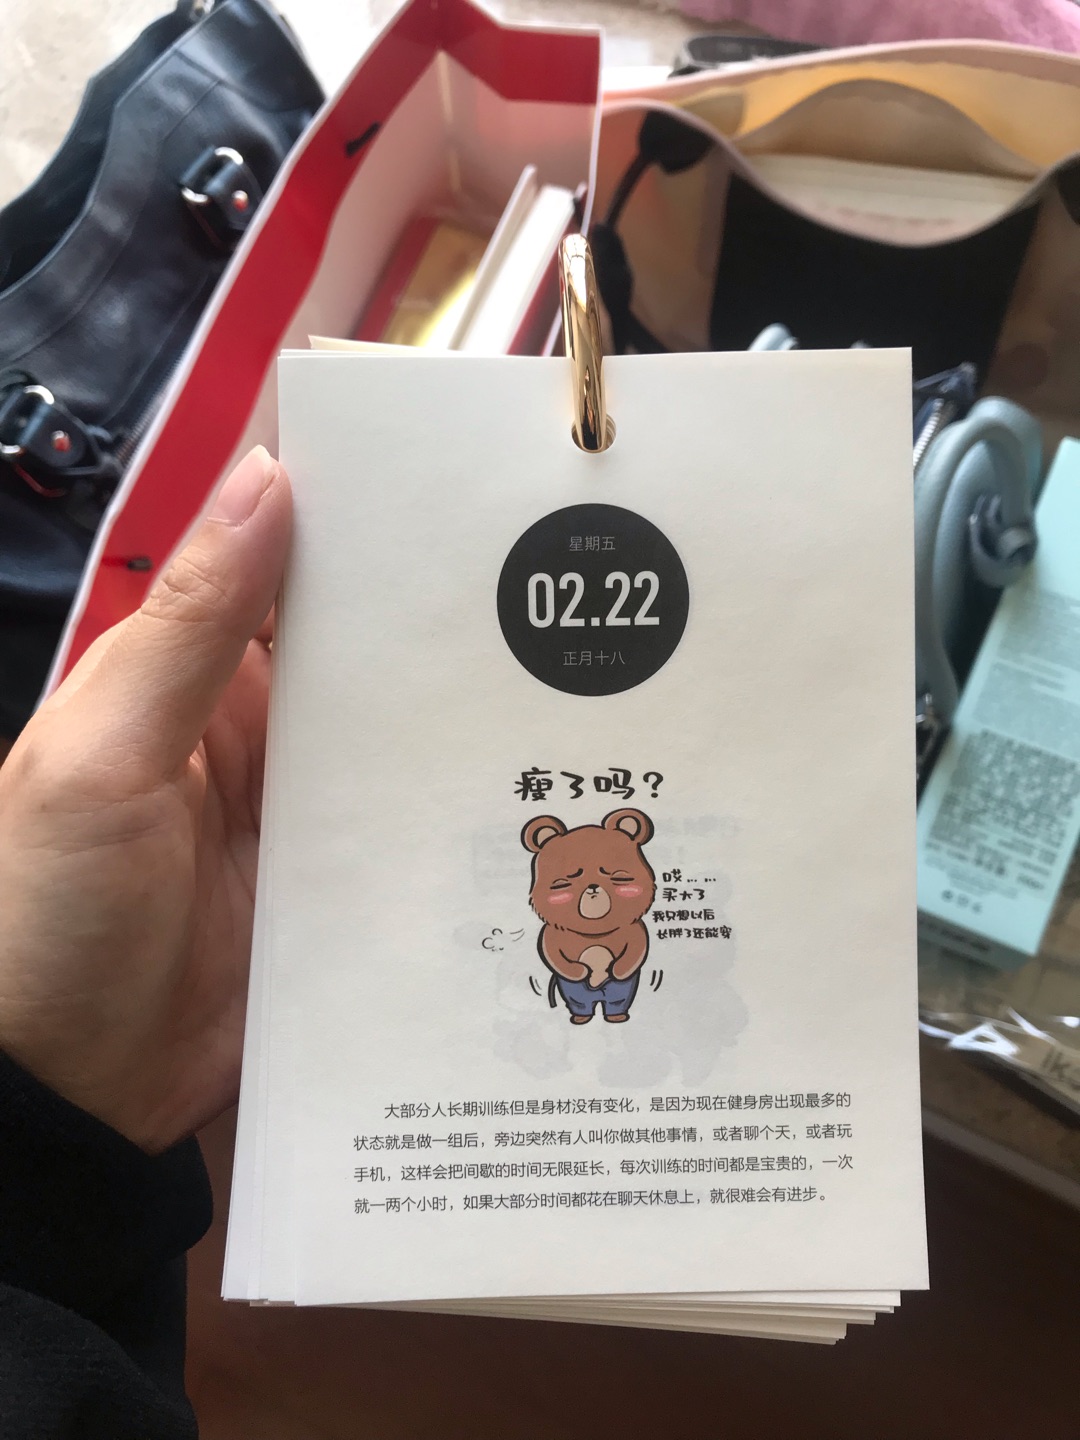 星期五
02.22
正月十八
瘦了吗？
哎……
买大了
我只想以后
长胖了还能穿
大部分人长期训练但是身材没有变化，是因为现在健身房出现最多的
状态就是做一组后，旁边突然有人叫你做其他事情，或者聊个天，或者玩
手机，这样会把间歇的时间无限延长，每次训练的时间都是宝贵的，一次
就一两个小时，如果大部分时间都花在聊天休息上，就很难会有进步。